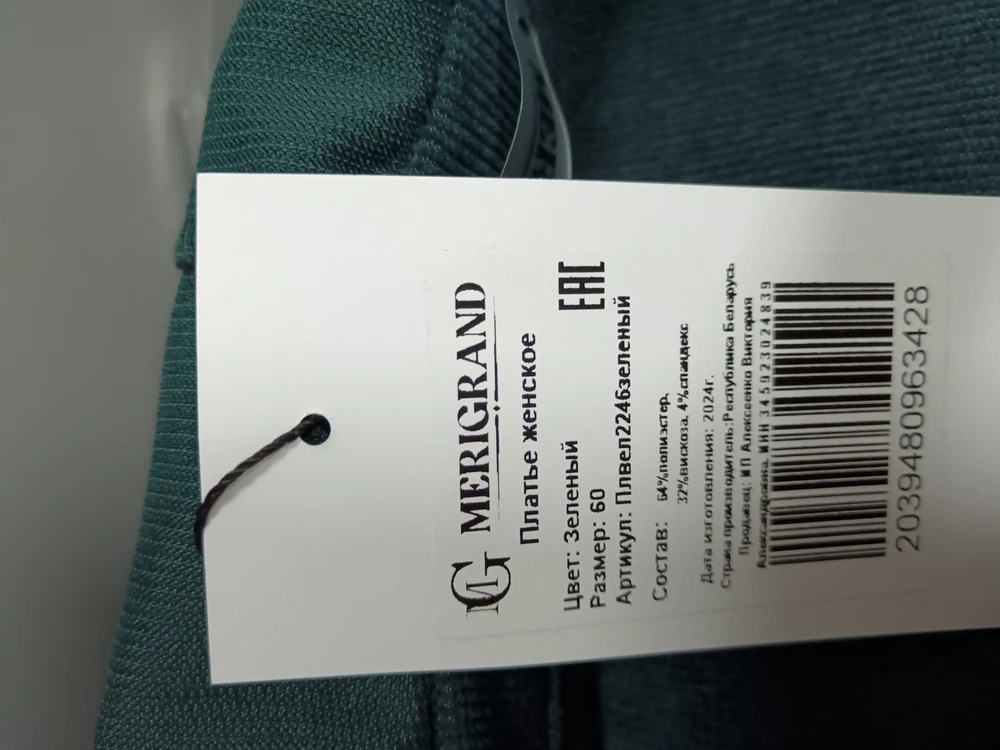 MG MERIGRAND
Платье женское
Цвет: Зеленый
Размер: 60
EAC
Артикул: Плвел2246зеленый
Состав: 64%полиэстер,
32%вискоза, 4%спандекс
Дата изготовления: 2024г.
Страна производитель:Республика Беларусь
Продавец: ИП Алексеенко Виктория
Александровна. ИНН 345923024839
2039480963428